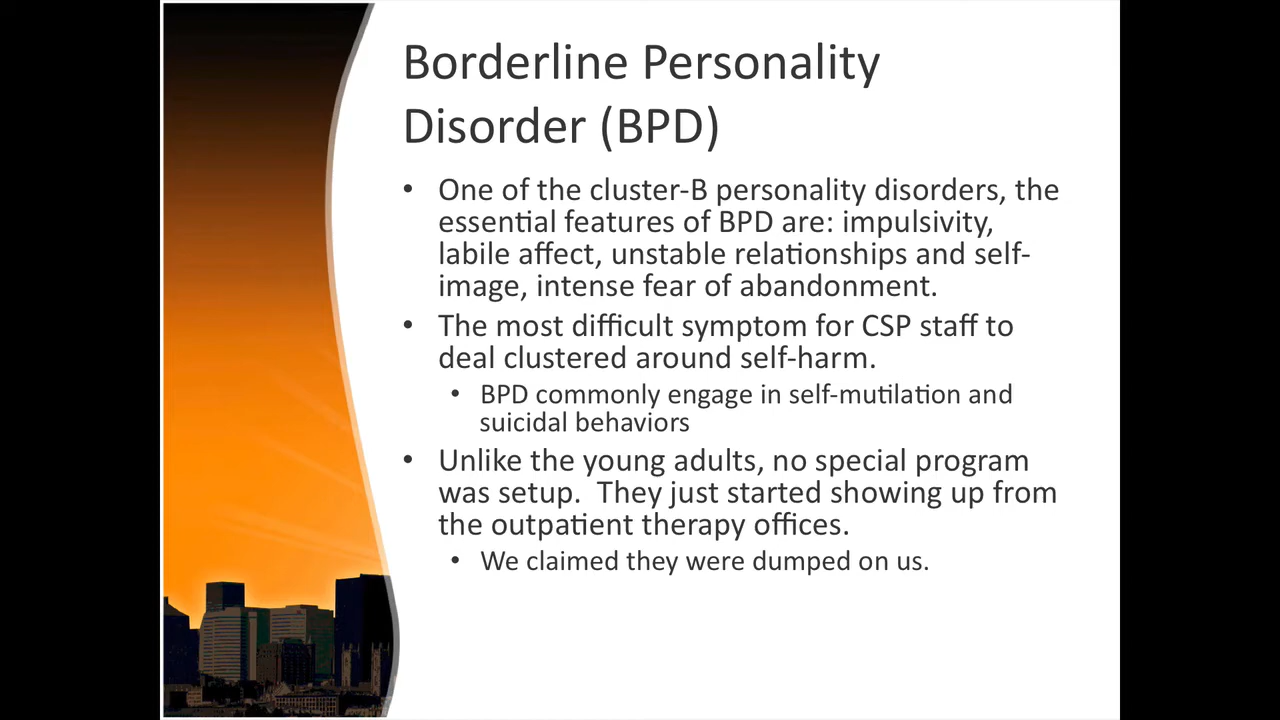 Borderline Personality
Disorder (BPD)
• One of the cluster-B personality disorders, the
essential features of BPD are: impulsivity,
labile affect, unstable relationships and self-
image, intense fear of abandonment.
• The most difficult symptom for CSP staff to
deal clustered around self-harm.
• BPD commonly engage in self-mutilation and
suicidal behaviors
• Unlike the young adults, no special program
was setup.  They just started showing up from
the outpatient therapy offices.
• We claimed they were dumped on us.